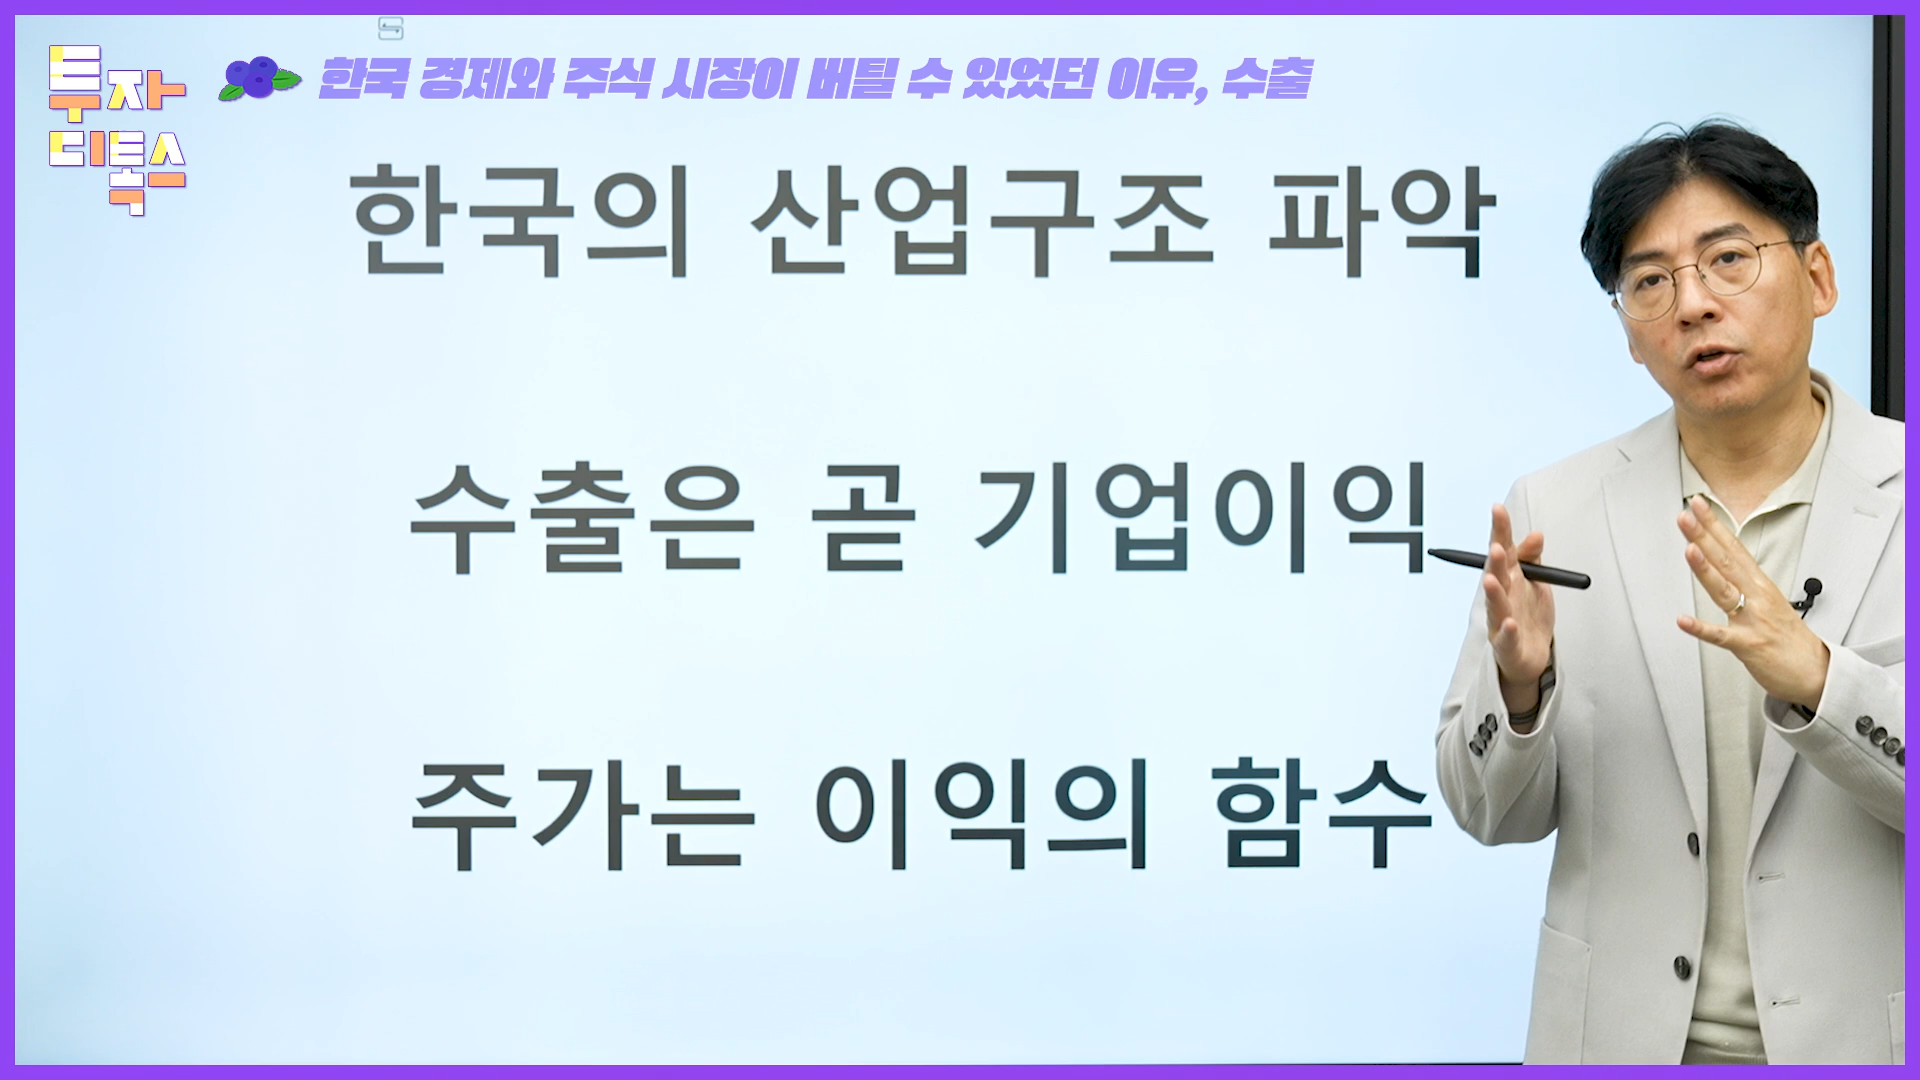 투자
디톡스
한국 경제와 주식 시장이 버틸 수 있었던 이유, 수출
한국의 산업구조 파악
수출은 곧 기업이익
주가는 이익의 함수